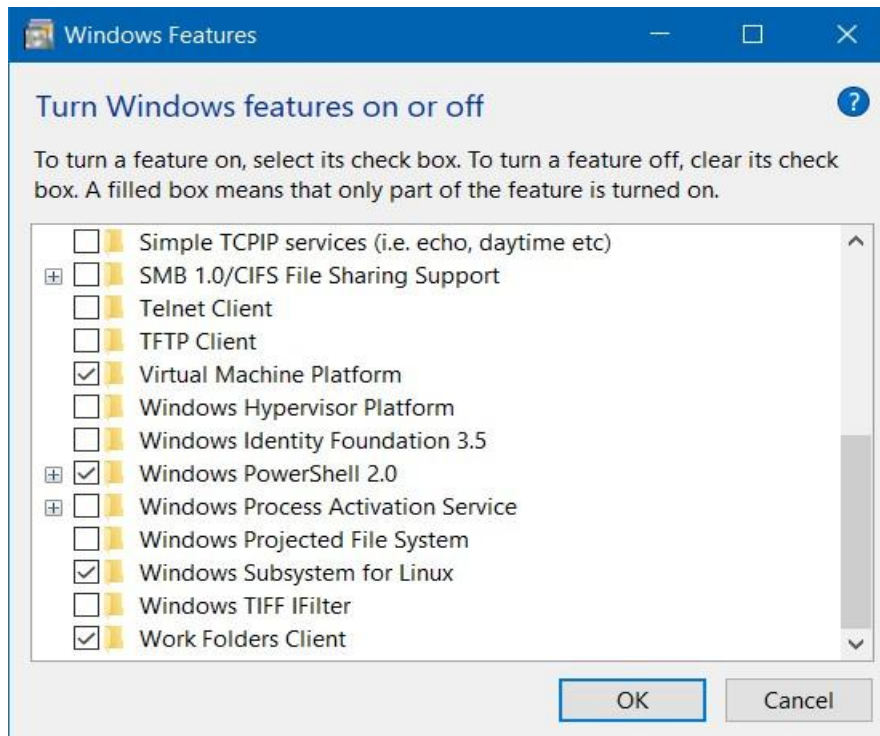 Windows Features
Turn Windows features on or off
To turn a feature on, select its check box. To turn a feature off, clear its check
box. A filled box means that only part of the feature is turned on.
Simple TCPIP services (i.e. echo, daytime etc)
SMB 1.0/CIFS File Sharing Support
Telnet Client
TFTP Client
Virtual Machine Platform
Windows Hypervisor Platform
Windows Identity Foundation 3.5
Windows PowerShell 2.0
Windows Process Activation Service
Windows Projected File System
Windows Subsystem for Linux
Windows TIFF IFilter
Work Folders Client
OK Cancel